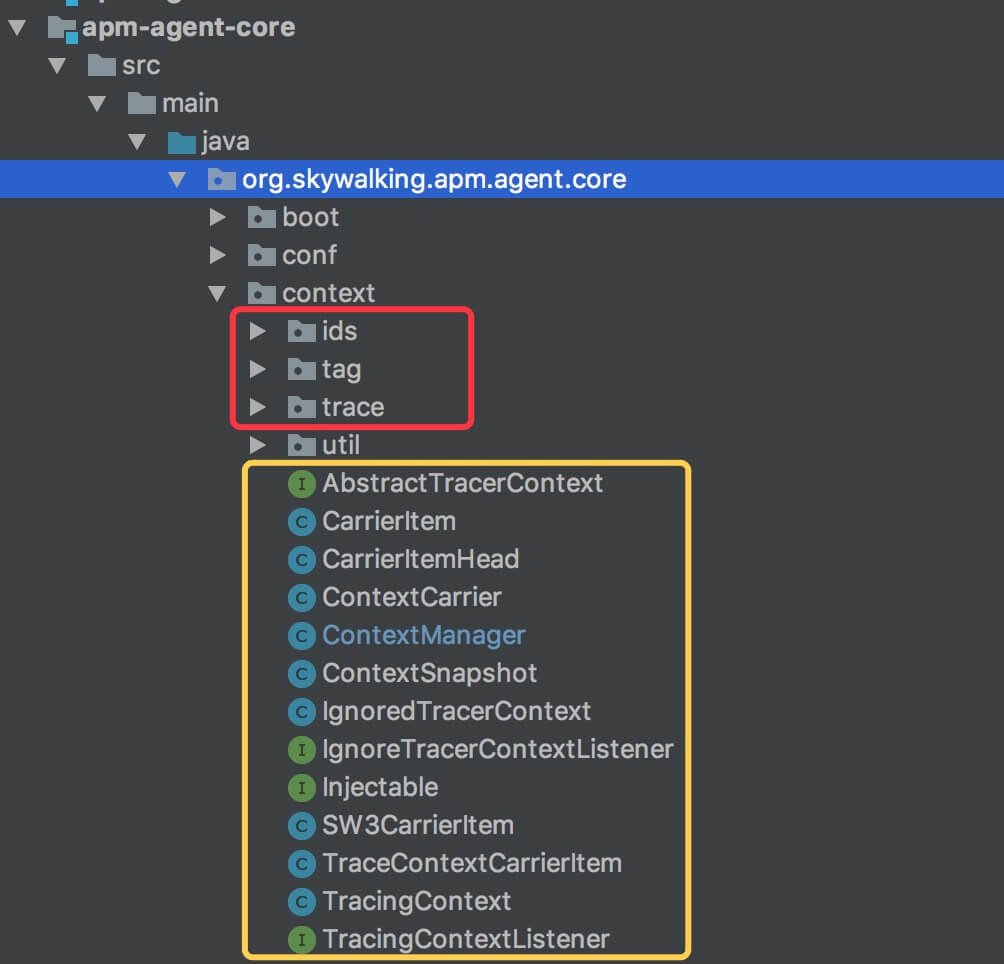 apm-agent-core
src
main
java
org.skywalking.apm.agent.core
boot
conf
context
ids
tag
trace
util
I AbstractTracerContext
C CarrierItem
C CarrierItemHead
C ContextCarrier
C ContextManager
C ContextSnapshot
C IgnoredTracerContext
I IgnoreTracerContextListener
I Injectable
C SW3CarrierItem
C TraceContextCarrierItem
C TracingContext
I TracingContextListener